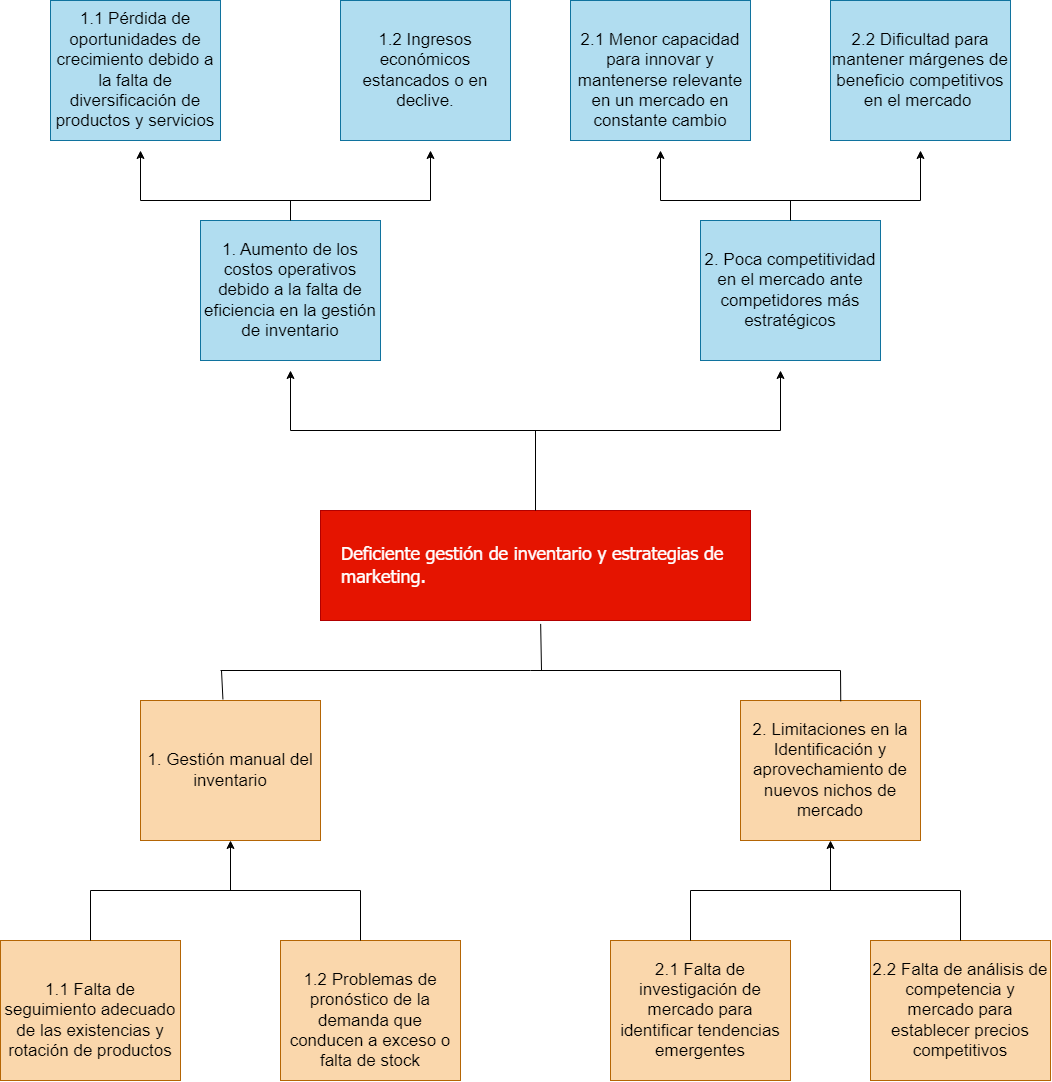 1.1 Pérdida de
oportunidades de
crecimiento debido a
la falta de
diversificación de
productos y servicios
1.2 Ingresos
económicos
estancados o en
declive.
2.1 Menor capacidad
para innovar y
mantenerse relevante
en un mercado en
constante cambio
2.2 Dificultad para
mantener márgenes de
beneficio competitivos
en el mercado
1. Aumento de los
costos operativos
debido a la falta de
eficiencia en la gestión
de inventario
2. Poca competitividad
en el mercado ante
competidores más
estratégicos
Deficiente gestión de inventario y estrategias de
marketing.
1. Gestión manual del
inventario
2. Limitaciones en la
Identificación y
aprovechamiento de
nuevos nichos de
mercado
1.1 Falta de
seguimiento adecuado
de las existencias y
rotación de productos
1.2 Problemas de
pronóstico de la
demanda que
conducen a exceso o
falta de stock
2.1 Falta de
investigación de
mercado para
identificar tendencias
emergentes
2.2 Falta de análisis de
competencia y
mercado para
establecer precios
competitivos